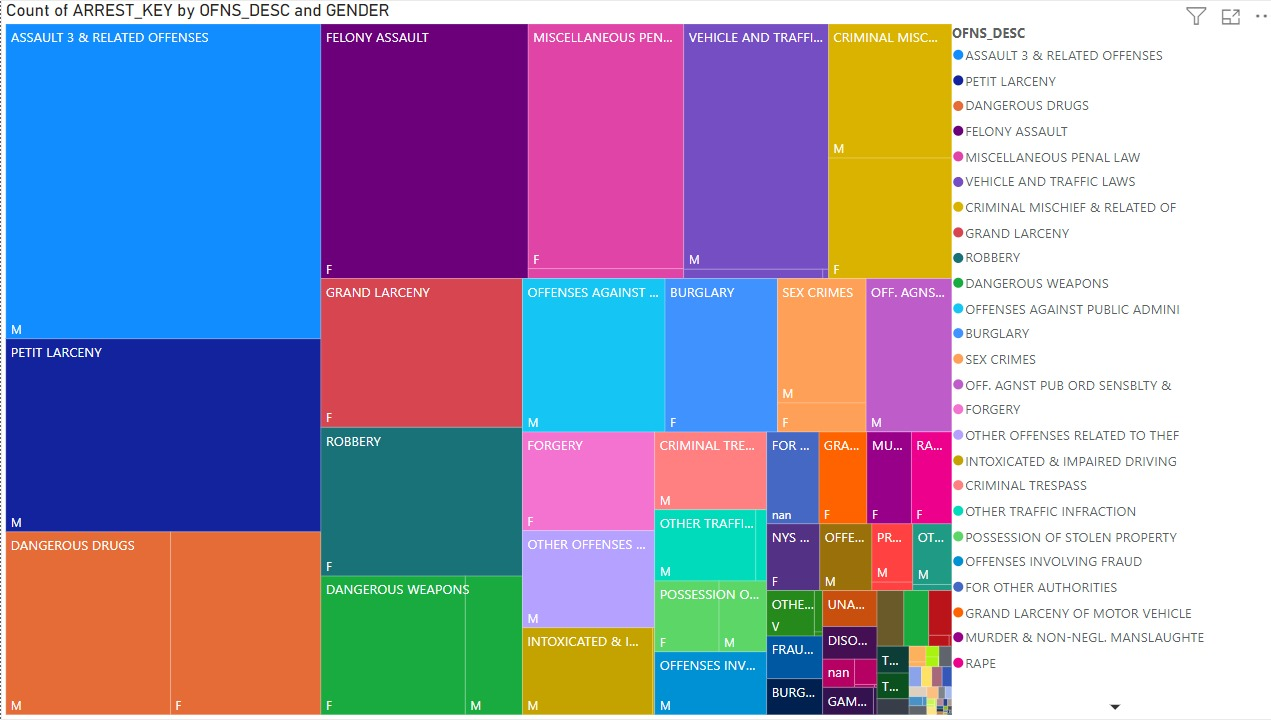 Count of ARREST_KEY by OFNS_DESC and GENDER
ASSAULT 3 & RELATED OFFENSES
M
PETIT LARCENY
M
DANGEROUS DRUGS
M
F
FELONY ASSAULT
F
GRAND LARCENY
F
ROBBERY
F
DANGEROUS WEAPONS
F
M
MISCELLANEOUS PEN...
F
VEHICLE AND TRAFFI...
M
CRIMINAL MISC...
M
F
OFFENSES AGAINST ...
M
BURGLARY
F
SEX CRIMES
M
F
OFF. AGNS...
M
FORGERY
F
OTHER OFFENSES ...
M
INTOXICATED & I...
M
CRIMINAL TRE...
M
OTHER TRAFFI...
M
POSSESSION O...
F
M
OFFENSES INV...
M
FOR ...
nan
GRA...
F
MU...
F
RA...
F
NYS ...
F
OFFE...
M
PR...
M
OT...
M
OTHE...
V
FRAU...
BURG...
UNA...
DISO...
nan
GAM...
T...
T...
OFNS_DESC
ASSAULT 3 & RELATED OFFENSES
PETIT LARCENY
DANGEROUS DRUGS
FELONY ASSAULT
MISCELLANEOUS PENAL LAW
VEHICLE AND TRAFFIC LAWS
CRIMINAL MISCHIEF & RELATED OF
GRAND LARCENY
ROBBERY
DANGEROUS WEAPONS
OFFENSES AGAINST PUBLIC ADMINI
BURGLARY
SEX CRIMES
OFF. AGNST PUB ORD SENSBLTY &
FORGERY
OTHER OFFENSES RELATED TO THEF
INTOXICATED & IMPAIRED DRIVING
CRIMINAL TRESPASS
OTHER TRAFFIC INFRACTION
POSSESSION OF STOLEN PROPERTY
OFFENSES INVOLVING FRAUD
FOR OTHER AUTHORITIES
GRAND LARCENY OF MOTOR VEHICLE
MURDER & NON-NEGL. MANSLAUGHTE
RAPE